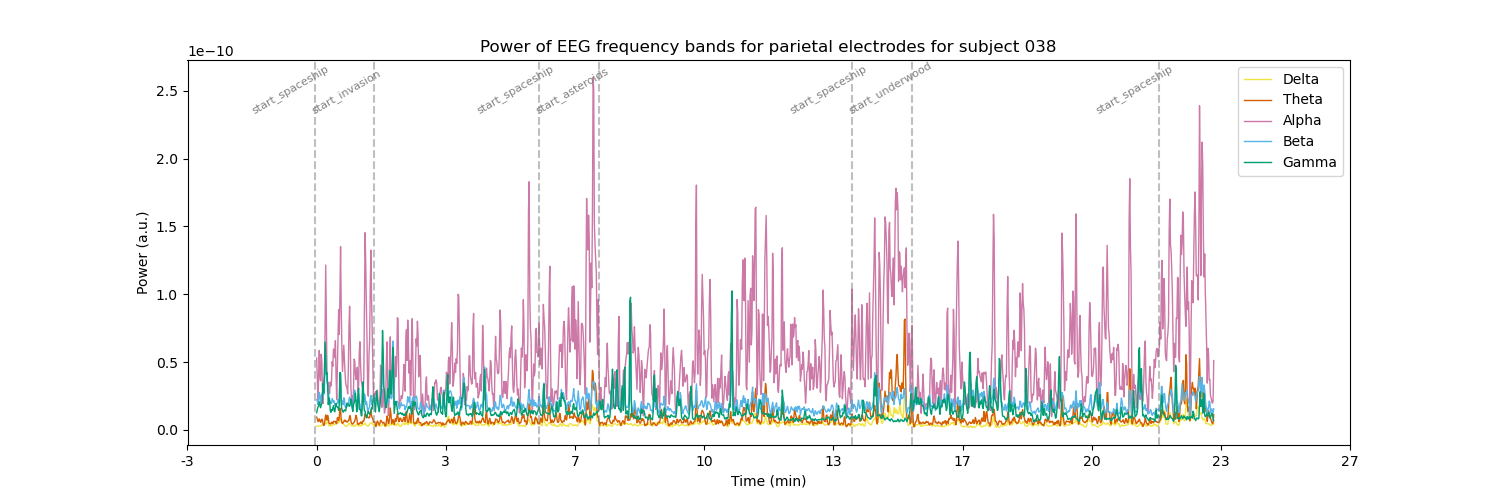 Power of EEG frequency bands for parietal electrodes for subject 038
1e−10
start_spaceship
start_invasion
start_spaceship
start_asteroids
start_spaceship
start_underwood
start_spaceship
Delta
Theta
Alpha
Beta
Gamma
2.5
2.0
1.5
1.0
0.5
0.0
Power (a.u.)
-3 0 3 7 10 13 17 20 23 27
Time (min)